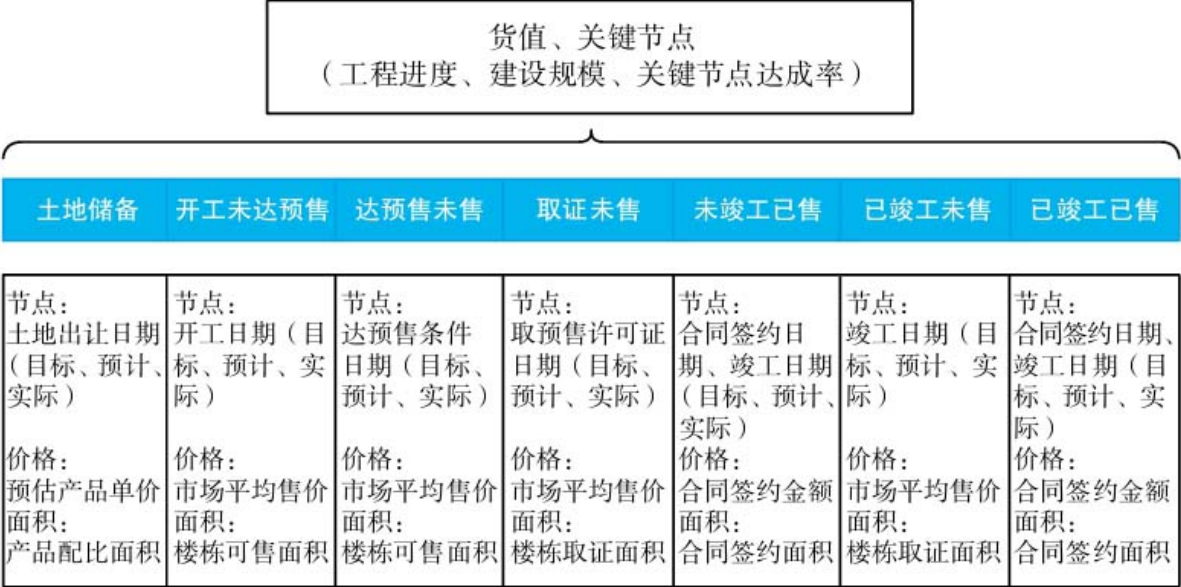 货值、关键节点
（工程进度、建设规模、关键节点达成率）
土地储备
开工未达预售
达预售未售
取证未售
未竣工已售
已竣工未售
已竣工已售
节点：
土地出让日期
（目标、预计、
实际）
价格：
预估产品单价
面积：
产品配比面积
节点：
开工日期（目
标、预计、实
际）
价格：
市场平均售价
面积：
楼栋可售面积
节点：
达预售条件
日期（目标、
预计、实际）
价格：
市场平均售价
面积：
楼栋可售面积
节点：
取预售许可证
日期（目标、
预计、实际）
价格：
市场平均售价
面积：
楼栋取证面积
节点：
合同签约日
期、竣工日期
（目标、预计、
实际）
价格：
合同签约金额
面积：
合同签约面积
节点：
竣工日期（目
标、预计、实
际）
价格：
市场平均售价
面积：
楼栋取证面积
节点：
合同签约日期、
竣工日期（目
标、预计、实
际）
价格：
合同签约金额
面积：
合同签约面积